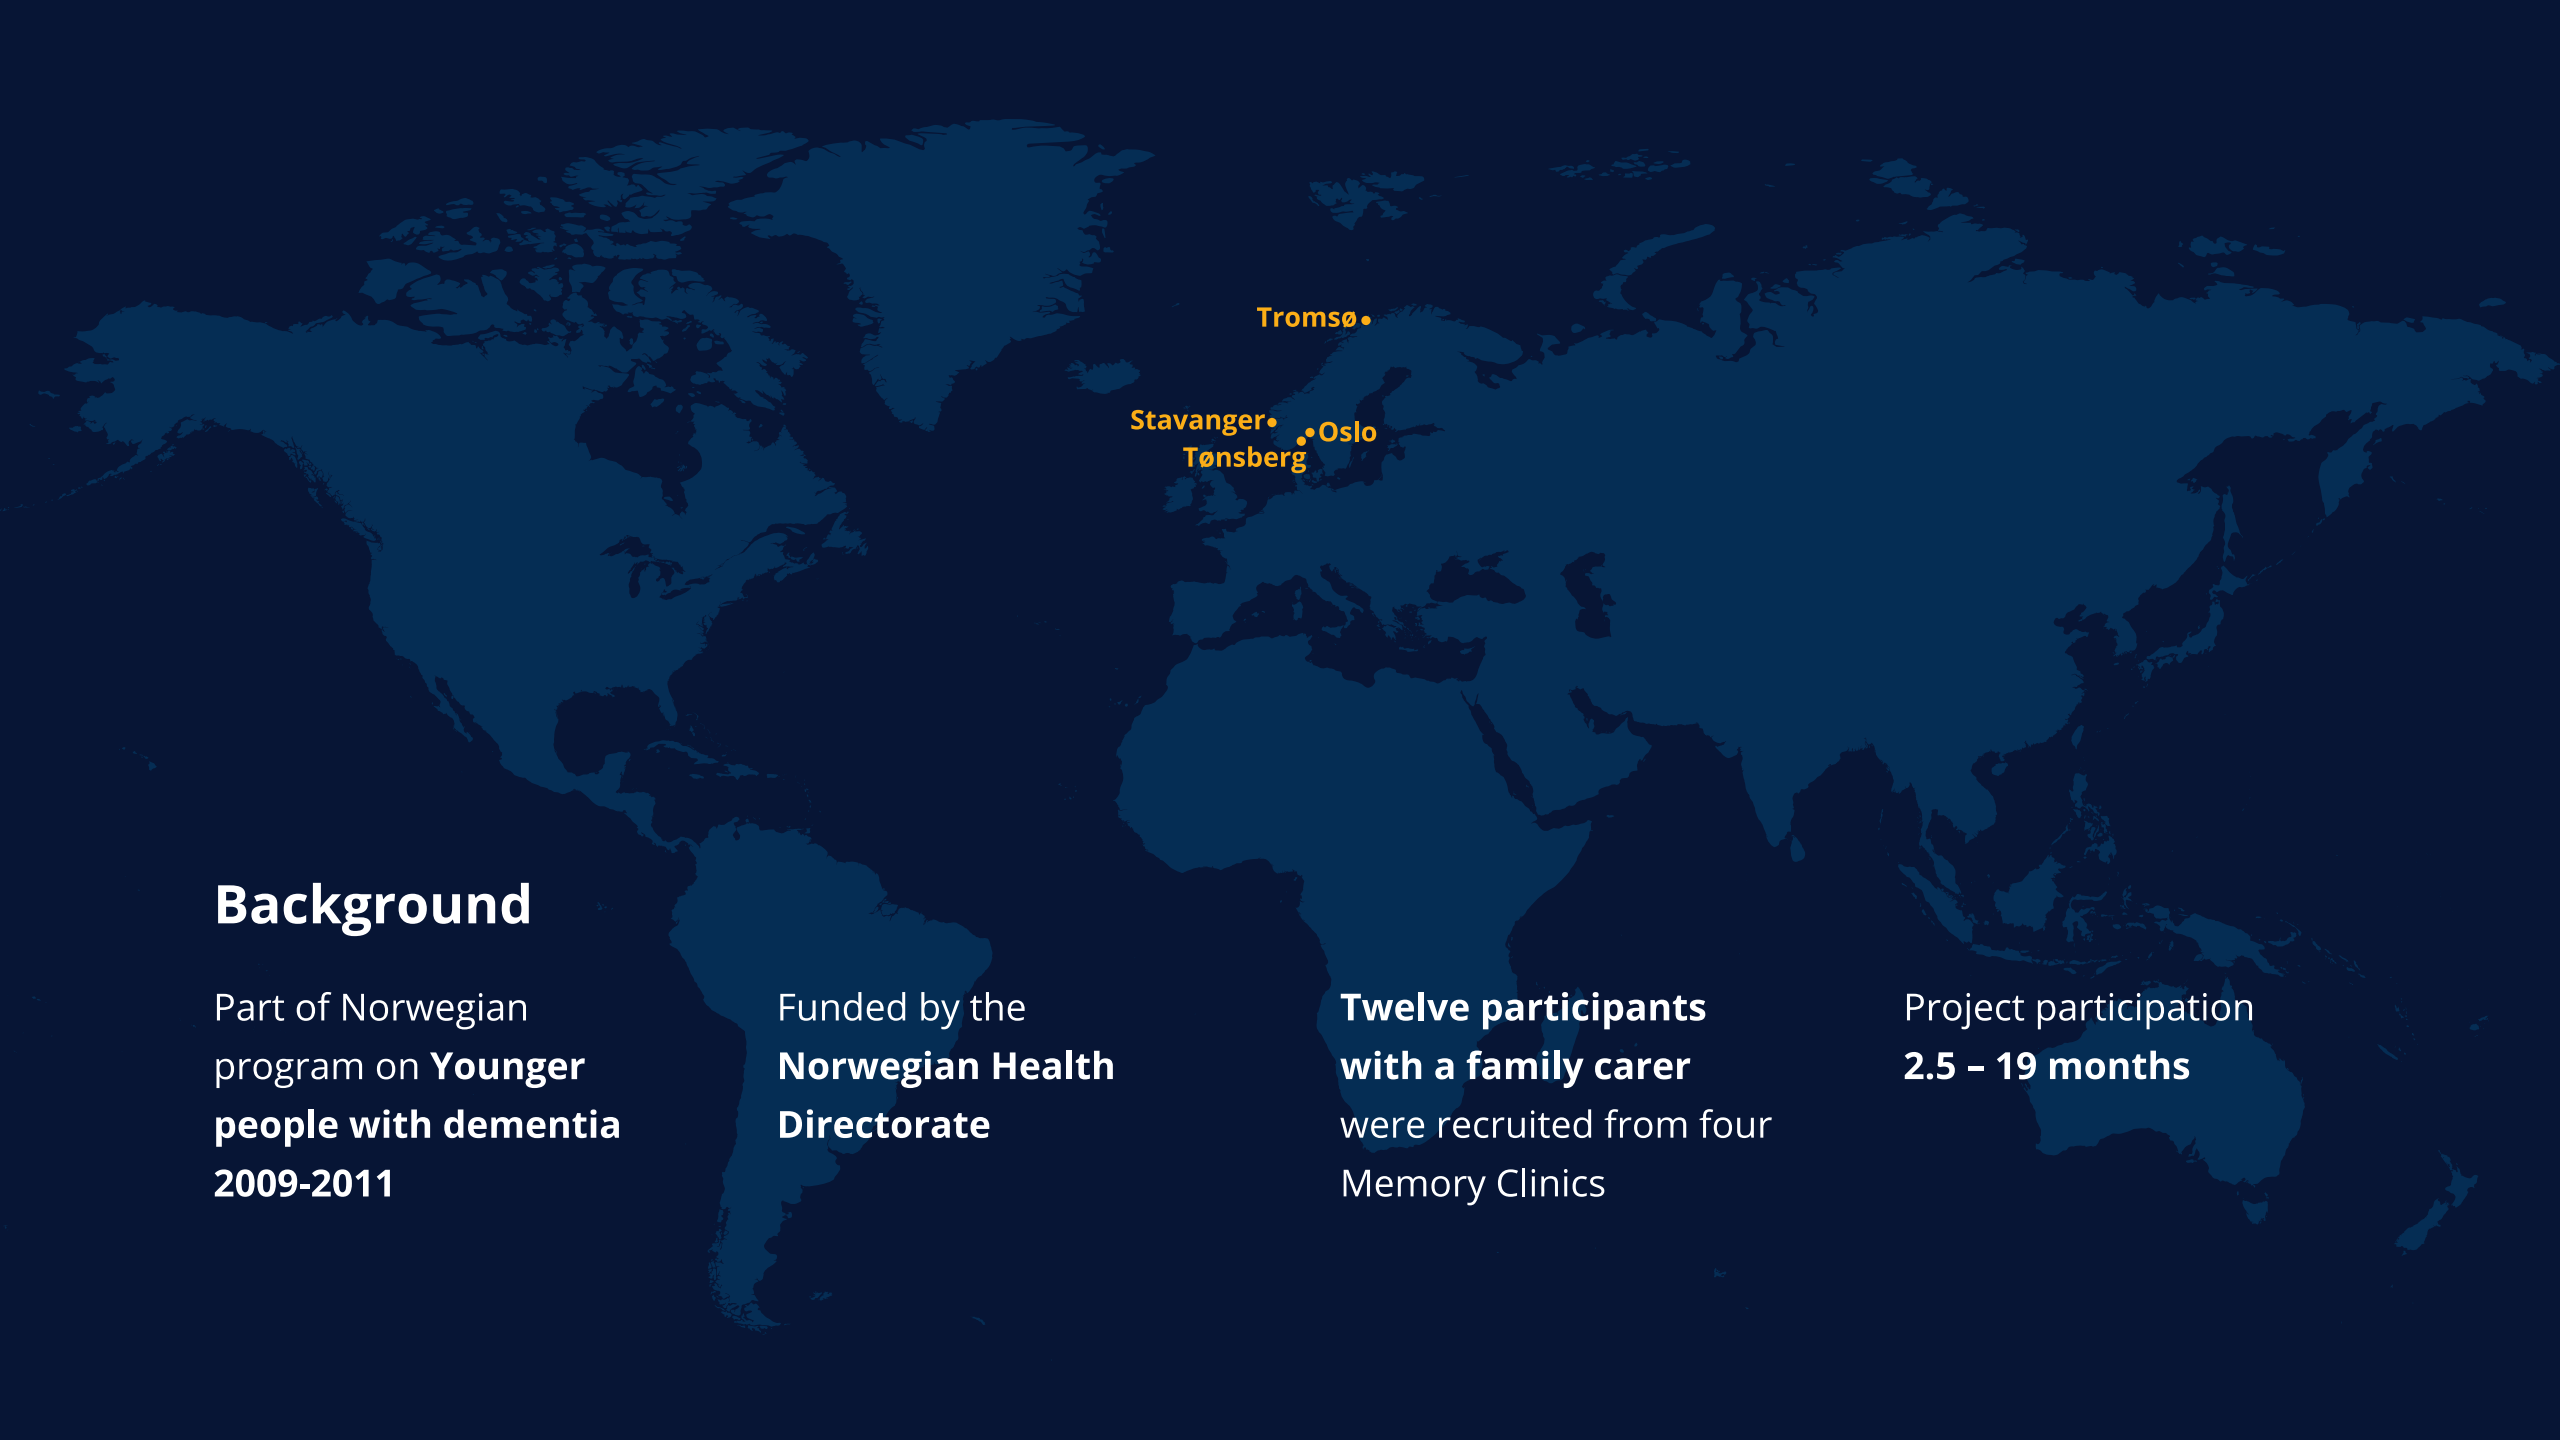 Tromsø
Stavanger
Oslo
Tønsberg
Background
Part of Norwegian
program on Younger
people with dementia
2009-2011
Funded by the
Norwegian Health
Directorate
Twelve participants
with a family carer
were recruited from four
Memory Clinics
Project participation
2.5 – 19 months